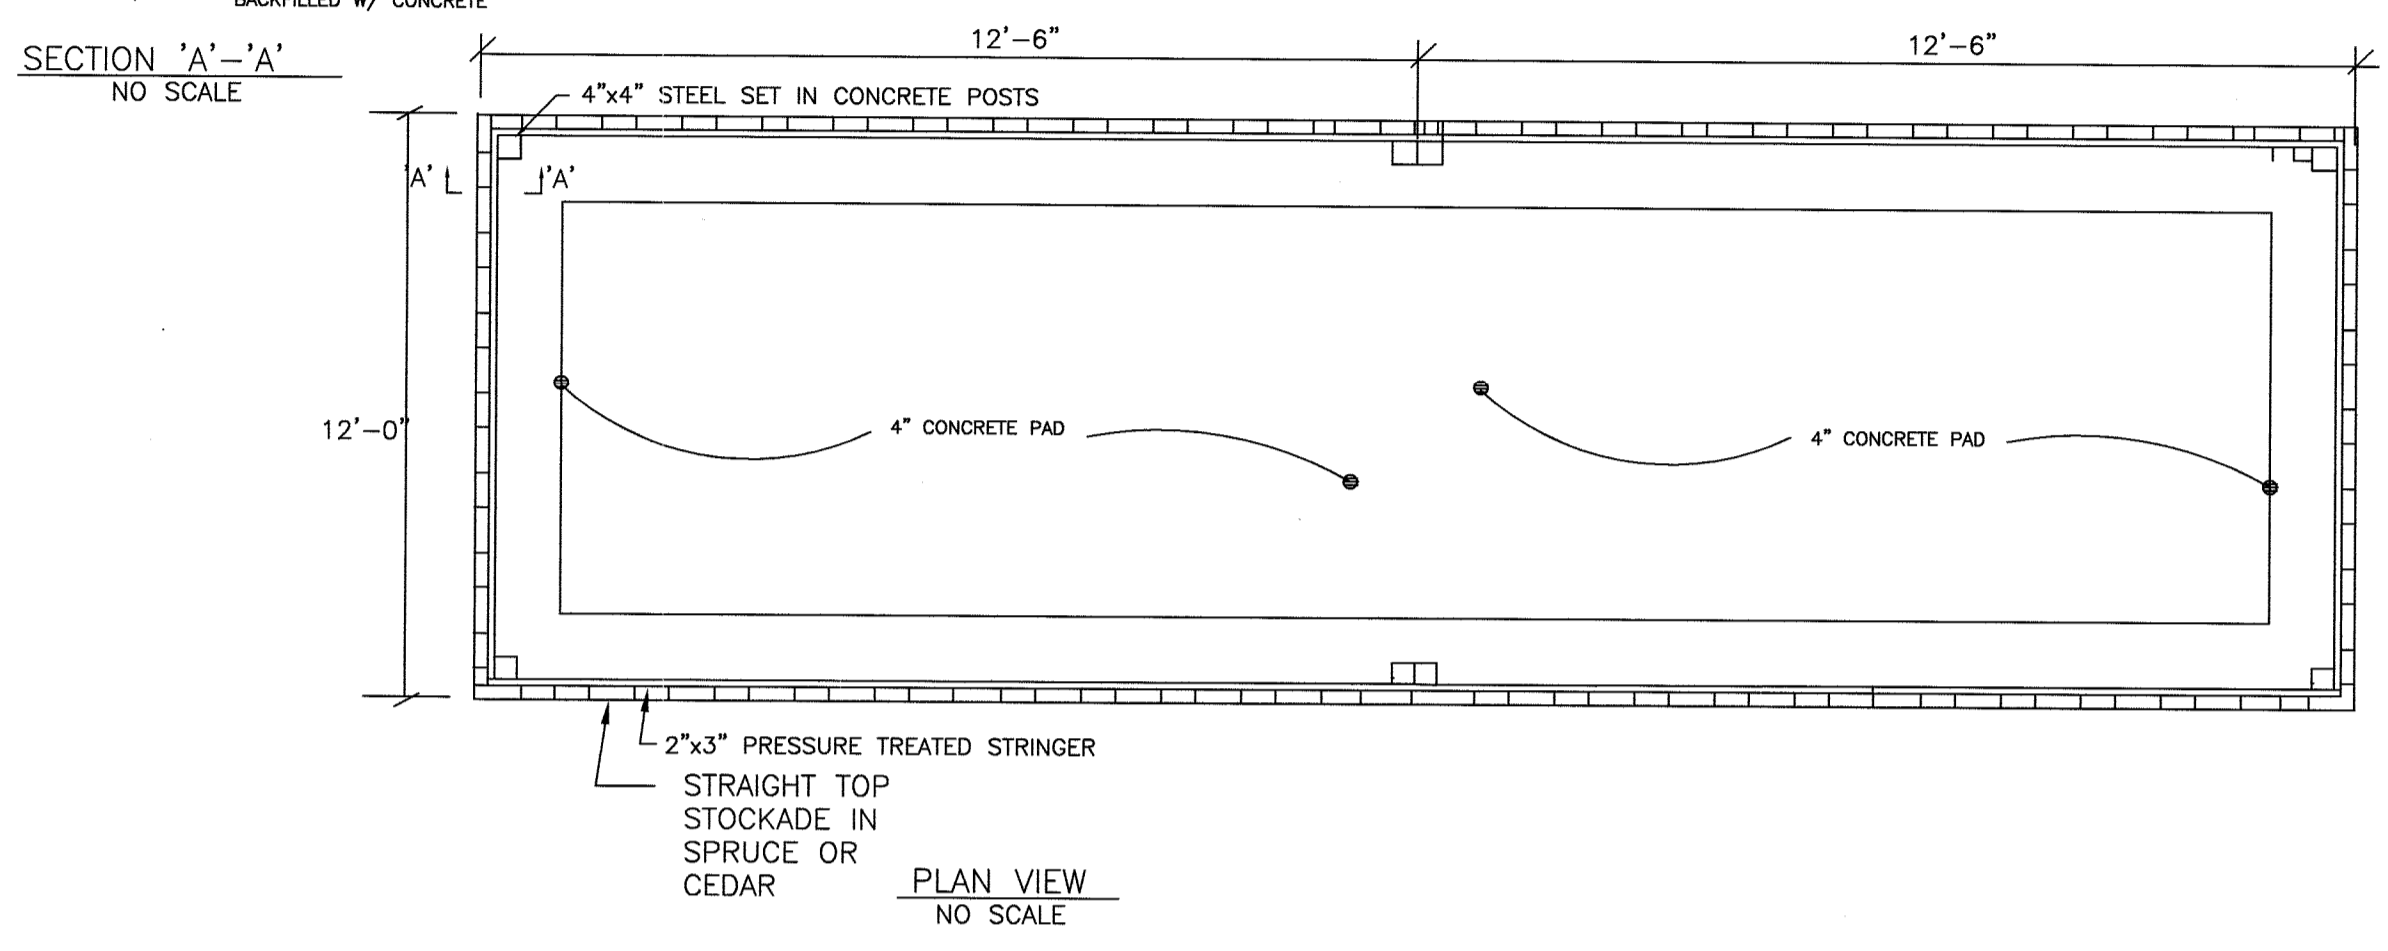 BACKFILLED W/ CONCRETE
SECTION 'A'-'A'
NO SCALE
12'-6"
12'-6"
4"x4" STEEL SET IN CONCRETE POSTS
'A'
'A'
12'-0"
4" CONCRETE PAD
4" CONCRETE PAD
2"x3" PRESSURE TREATED STRINGER
STRAIGHT TOP
STOCKADE IN
SPRUCE OR
CEDAR
PLAN VIEW
NO SCALE